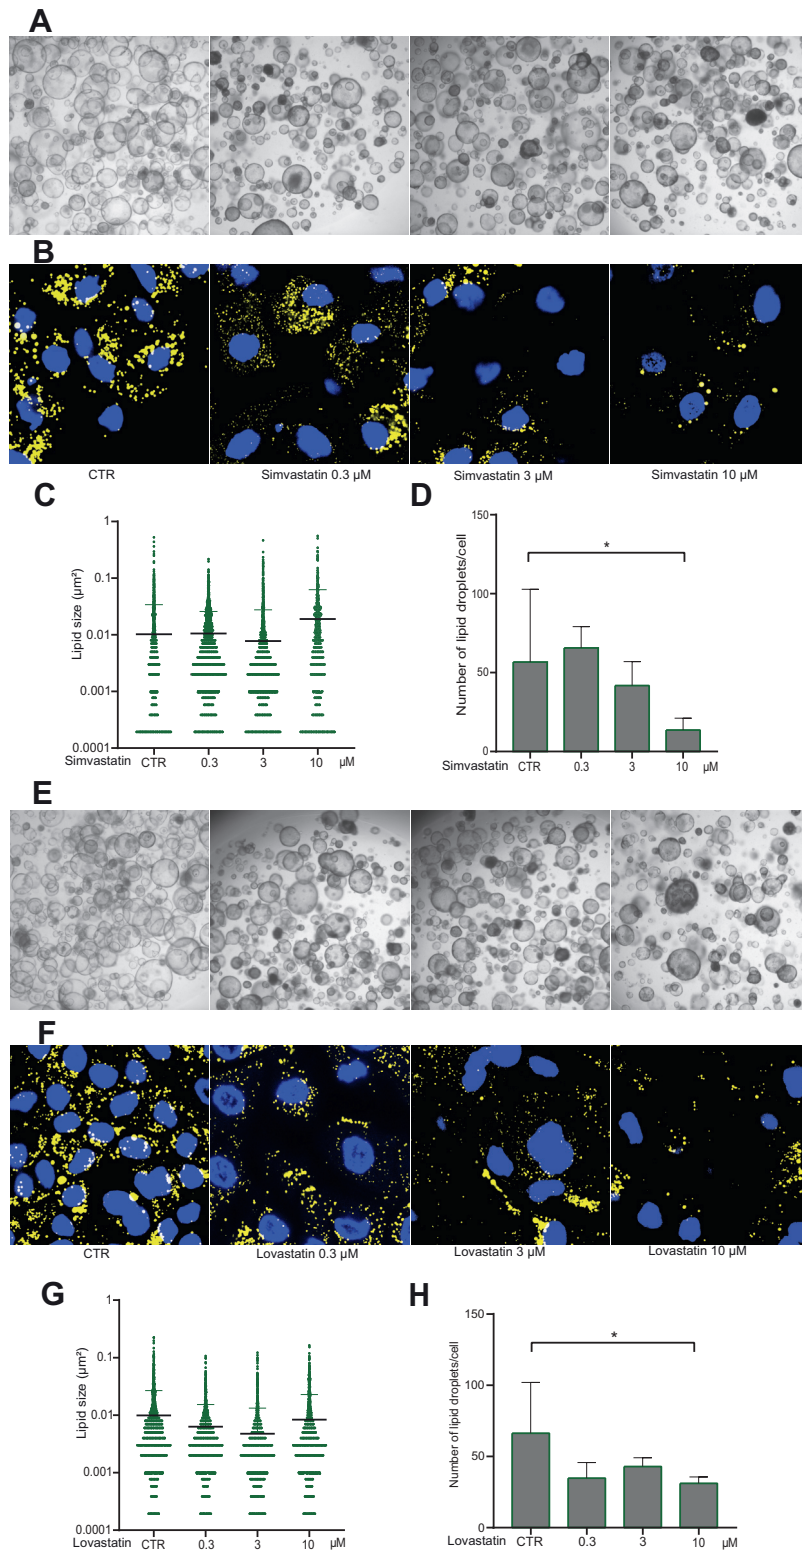 A
B
CTR
Simvastatin 0.3 µM
Simvastatin 3 µM
Simvastatin 10 µM
C
D
Lipid size (µm²)
1
0.1
0.01
0.001
0.0001
Simvastatin CTR 0.3 3 10 µM
Number of lipid droplets/cell
150
100
50
0
*
Simvastatin CTR 0.3 3 10 µM
E
F
CTR
Lovastatin 0.3 µM
Lovastatin 3 µM
Lovastatin 10 µM
G
H
Lipid size (µm²)
1
0.1
0.01
0.001
0.0001
Lovastatin CTR 0.3 3 10 µM
Number of lipid droplets/cell
150
100
50
0
*
Lovastatin CTR 0.3 3 10 µM